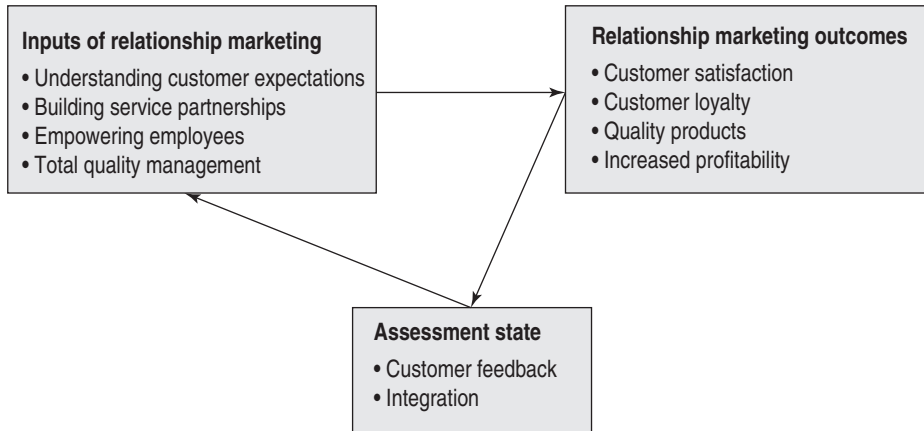 Inputs of relationship marketing
• Understanding customer expectations
• Building service partnerships
• Empowering employees
• Total quality management
Relationship marketing outcomes
• Customer satisfaction
• Customer loyalty
• Quality products
• Increased profitability
Assessment state
• Customer feedback
• Integration